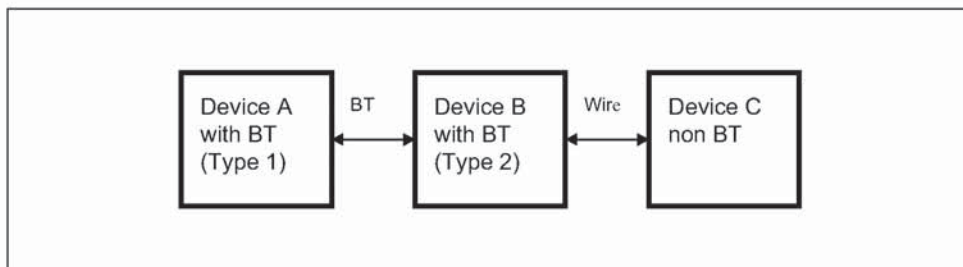 Device A
with BT
(Type 1)
BT
Device B
with BT
(Type 2)
Wire
Device C
non BT